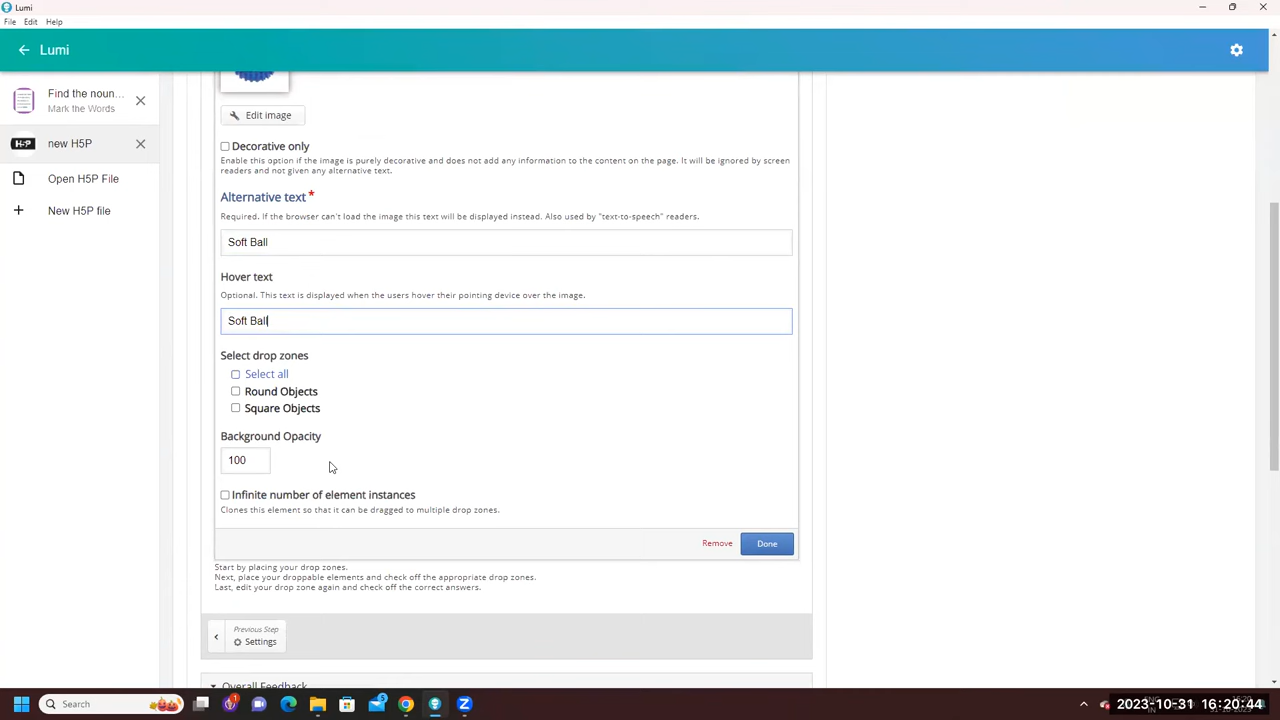 Lumi
File Edit Help
Lumi
Find the noun...
Mark the Words
H-P new H5P
Open H5P File
New H5P file
Edit image
Decorative only
Enable this option if the image is purely decorative and does not add any information to the content on the page. It will be ignored by screen
readers and not given any alternative text.
Alternative text *
Required. If the browser can't load the image this text will be displayed instead. Also used by "text-to-speech" readers.
Soft Ball
Hover text
Optional. This text is displayed when the users hover their pointing device over the image.
Soft Ball
Select drop zones
Select all
Round Objects
Square Objects
Background Opacity
100
Infinite number of element instances
Clones this element so that it can be dragged to multiple drop zones.
Remove Done
Start by placing your drop zones.
Next, place your droppable elements and check off the appropriate drop zones.
Last, edit your drop zone again and check off the correct answers.
Previous Step
Settings
Overall Feedback
Search
2023-10-31 16:20:44